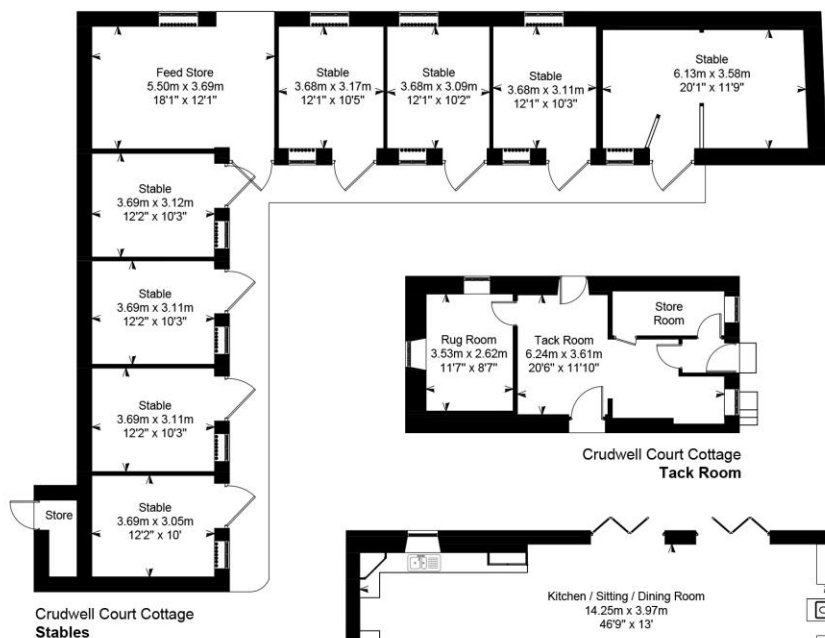 Feed Store
5.50m x 3.69m
18'1" x 12'1"
Stable
3.68m x 3.17m
12'1" x 10'5"
Stable
3.68m x 3.09m
12'1" x 10'2"
Stable
3.68m x 3.11m
12'1" x 10'3"
Stable
6.13m x 3.58m
20'1" x 11'9"
Stable
3.69m x 3.12m
12'2" x 10'3"
Stable
3.69m x 3.11m
12'2" x 10'3"
Stable
3.69m x 3.11m
12'2" x 10'3"
Stable
3.69m x 3.05m
12'2" x 10'
Store
Crudwell Court Cottage
Stables
Rug Room
3.53m x 2.62m
11'7" x 8'7"
Tack Room
6.24m x 3.61m
20'6" x 11'10"
Store
Room
Crudwell Court Cottage
Tack Room
Kitchen / Sitting / Dining Room
14.25m x 3.97m
46'9" x 13'